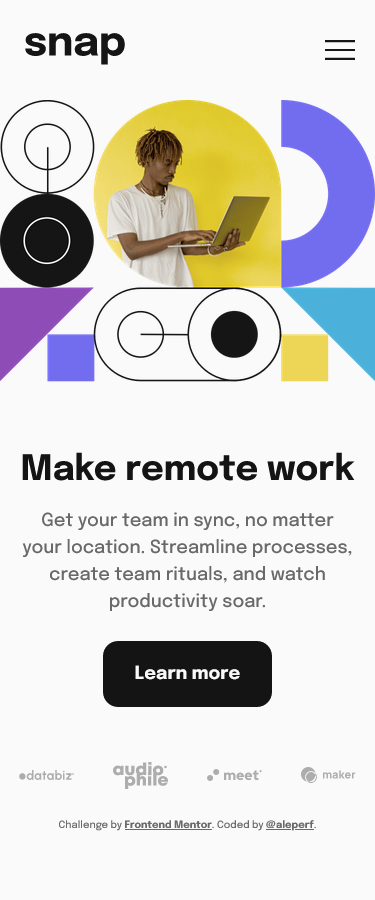 snap
Make remote work
Get your team in sync, no matter
your location. Streamline processes,
create team rituals, and watch
productivity soar.
Learn more
databiz audiophile meet maker
Challenge by Frontend Mentor. Coded by @aleperf.